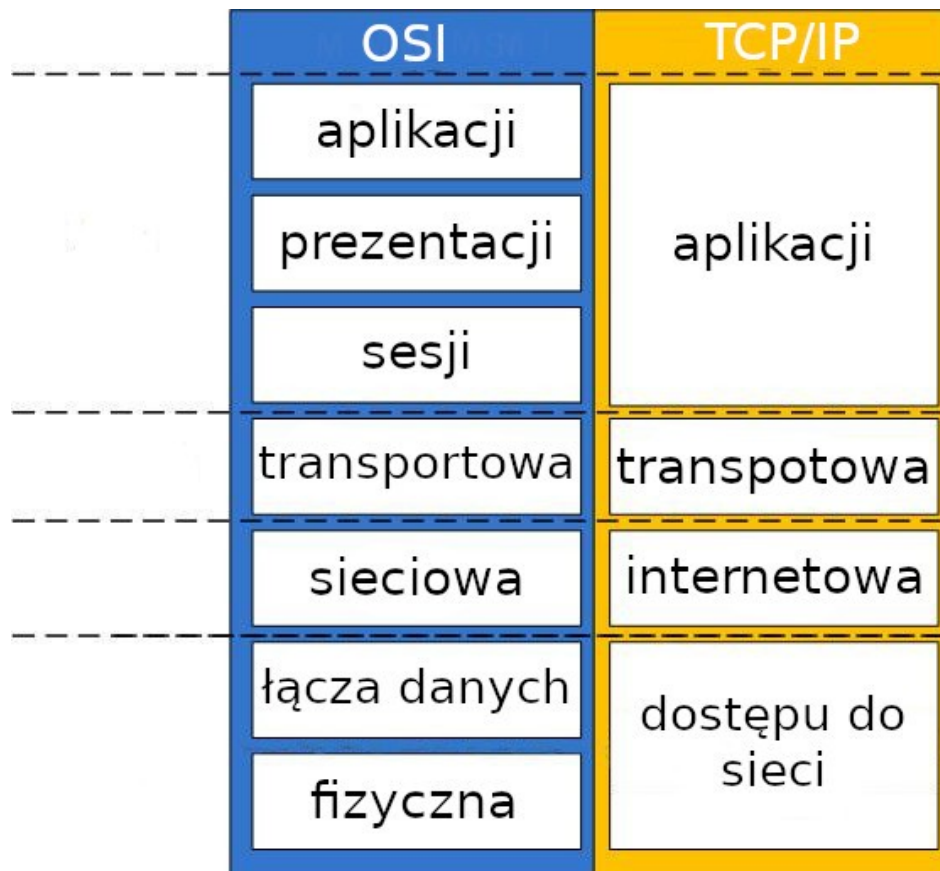 OSI
TCP/IP
aplikacji
prezentacji
sesji
transportowa
sieciowa
łącza danych
fizyczna
aplikacji
transpotowa
internetowa
dostępu do
sieci